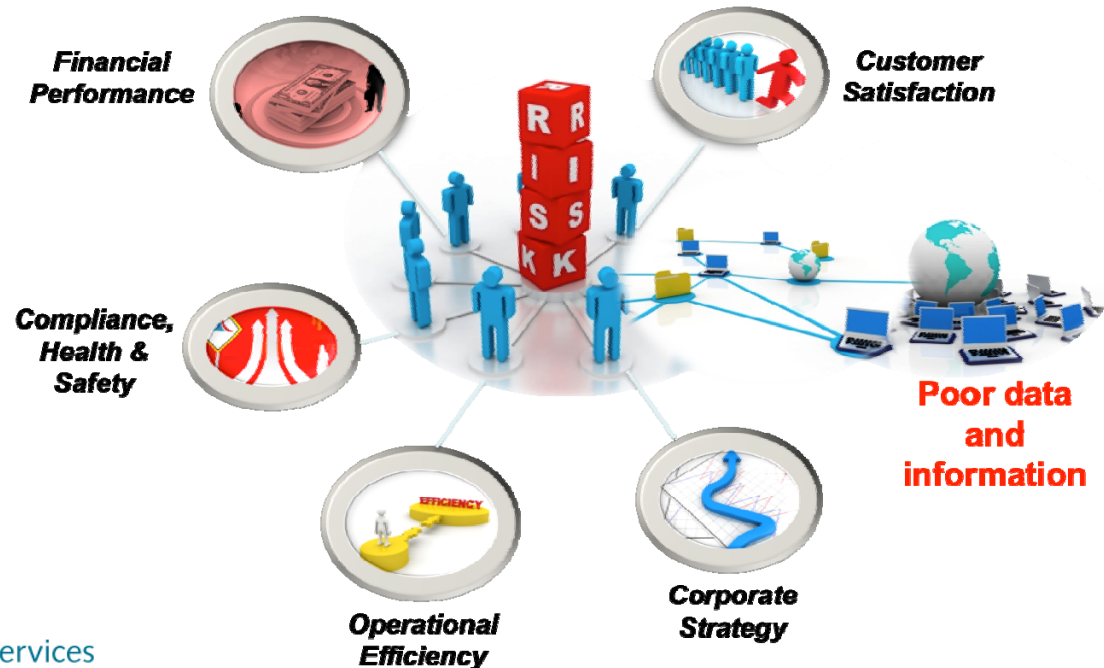 Financial
Performance
Customer
Satisfaction
R R
I I
S S
K K
Compliance,
Health &
Safety
Poor data
and
information
EFFICIENCY
Operational
Efficiency
Corporate
Strategy
ervices